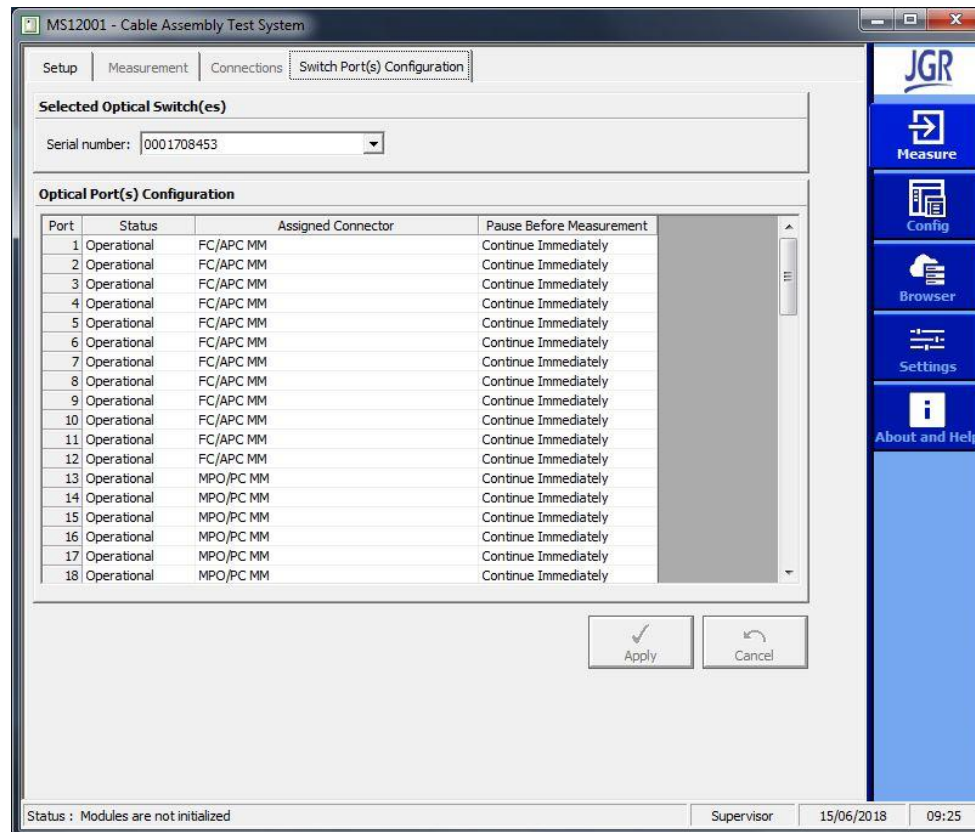 MS12001 - Cable Assembly Test System
Setup Measurement Connections Switch Port(s) Configuration
JGR
Selected Optical Switch(es)
Serial number: 0001708453
Measure
Optical Port(s) Configuration
Config
Browser
Settings
About and Help
Port Status Assigned Connector Pause Before Measurement
1 Operational FC/APC MM Continue Immediately
2 Operational FC/APC MM Continue Immediately
3 Operational FC/APC MM Continue Immediately
4 Operational FC/APC MM Continue Immediately
5 Operational FC/APC MM Continue Immediately
6 Operational FC/APC MM Continue Immediately
7 Operational FC/APC MM Continue Immediately
8 Operational FC/APC MM Continue Immediately
9 Operational FC/APC MM Continue Immediately
10 Operational FC/APC MM Continue Immediately
11 Operational FC/APC MM Continue Immediately
12 Operational FC/APC MM Continue Immediately
13 Operational MPO/PC MM Continue Immediately
14 Operational MPO/PC MM Continue Immediately
15 Operational MPO/PC MM Continue Immediately
16 Operational MPO/PC MM Continue Immediately
17 Operational MPO/PC MM Continue Immediately
18 Operational MPO/PC MM Continue Immediately
Apply Cancel
Status : Modules are not initialized Supervisor 15/06/2018 09:25